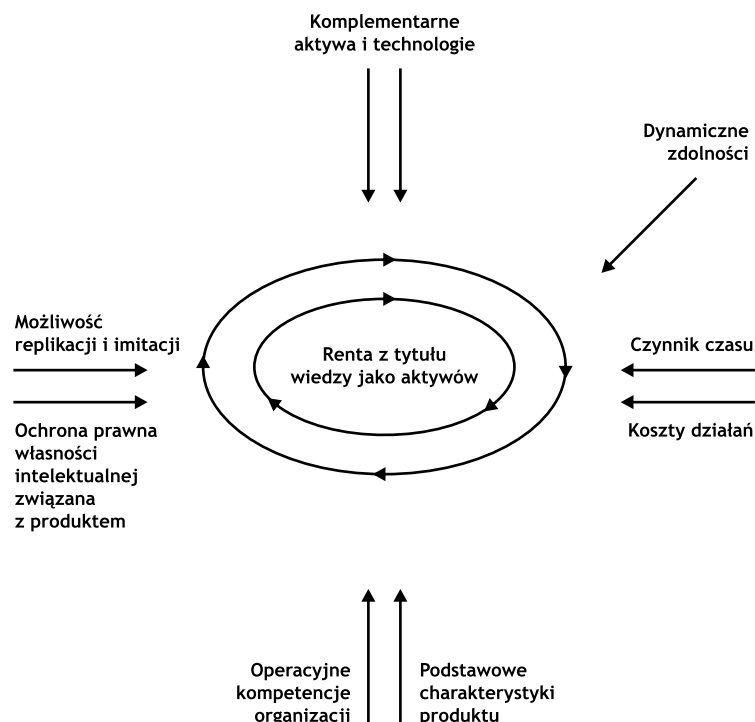 Komplementarne
aktywa i technologie
Dynamiczne
zdolności
Możliwość
replikacji i imitacji
Renta z tytułu
wiedzy jako aktywów
Czynnik czasu
Ochrona prawna
własności
intelektualnej
związana
z produktem
Koszty działań
Operacyjne
kompetencje
organizacji
Podstawowe
charakterystyki
produktu